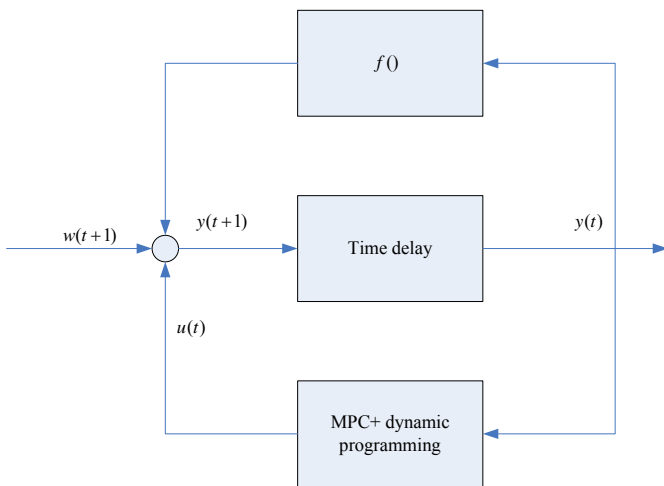 f()
w(t+1)
y(t+1)
Time delay
y(t)
u(t)
MPC+ dynamic
programming